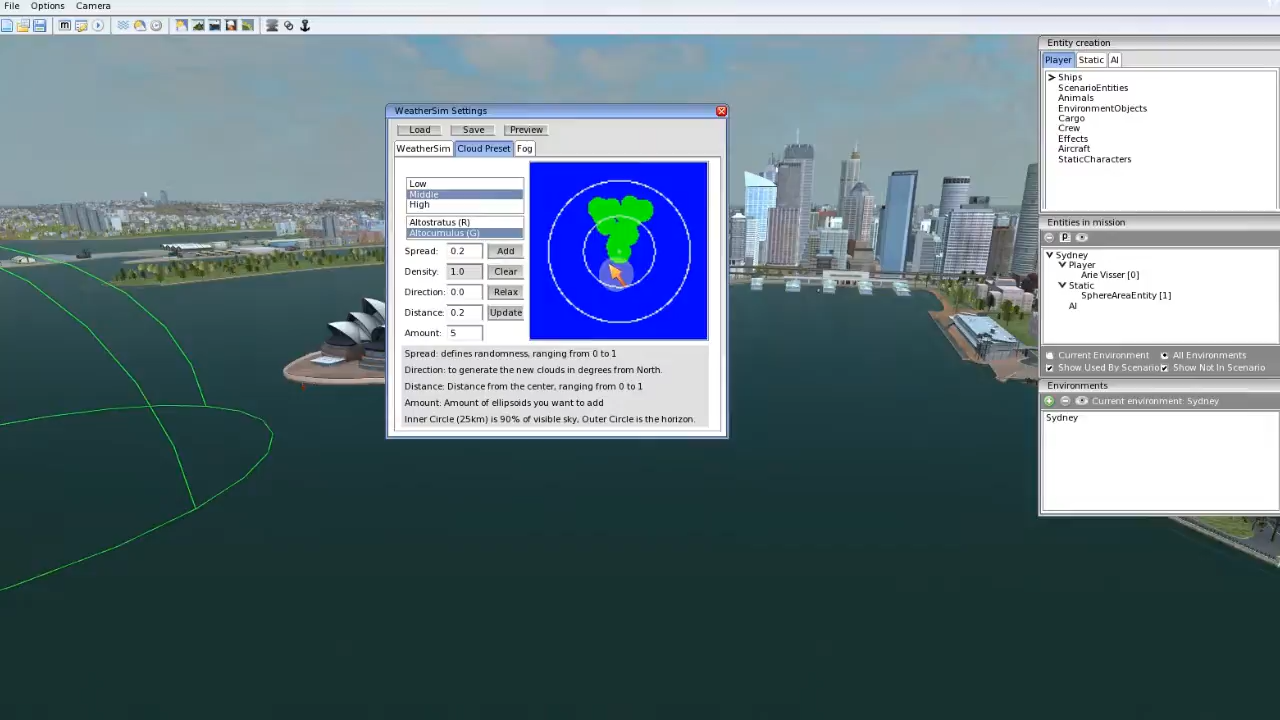 File Options Camera
WeatherSim Settings
Load Save Preview
WeatherSim Cloud Preset Fog
Low
Middle
High
Altostratus (R)
Altocumulus (G)
Spread: 0.2 Add
Density: 1.0 Clear
Direction: 0.0 Relax
Distance: 0.2 Update
Amount: 5
Spread: defines randomness, ranging from 0 to 1
Direction: to generate the new clouds in degrees from North.
Distance: Distance from the center, ranging from 0 to 1
Amount: Amount of ellipsoids you want to add
Inner Circle (25km) is 90% of visible sky, Outer Circle is the horizon.
Entity creation
Player Static AI
Ships
ScenarioEntities
Animals
EnvironmentObjects
Cargo
Crew
Effects
Aircraft
StaticCharacters
Entities in mission
P
Sydney
Player
Arie Visser [0]
Static
SphereAreaEntity [1]
AI
Current Environment All Environments
Show Used By Scenario Show Not In Scenario
Environments
Current environment: Sydney
Sydney